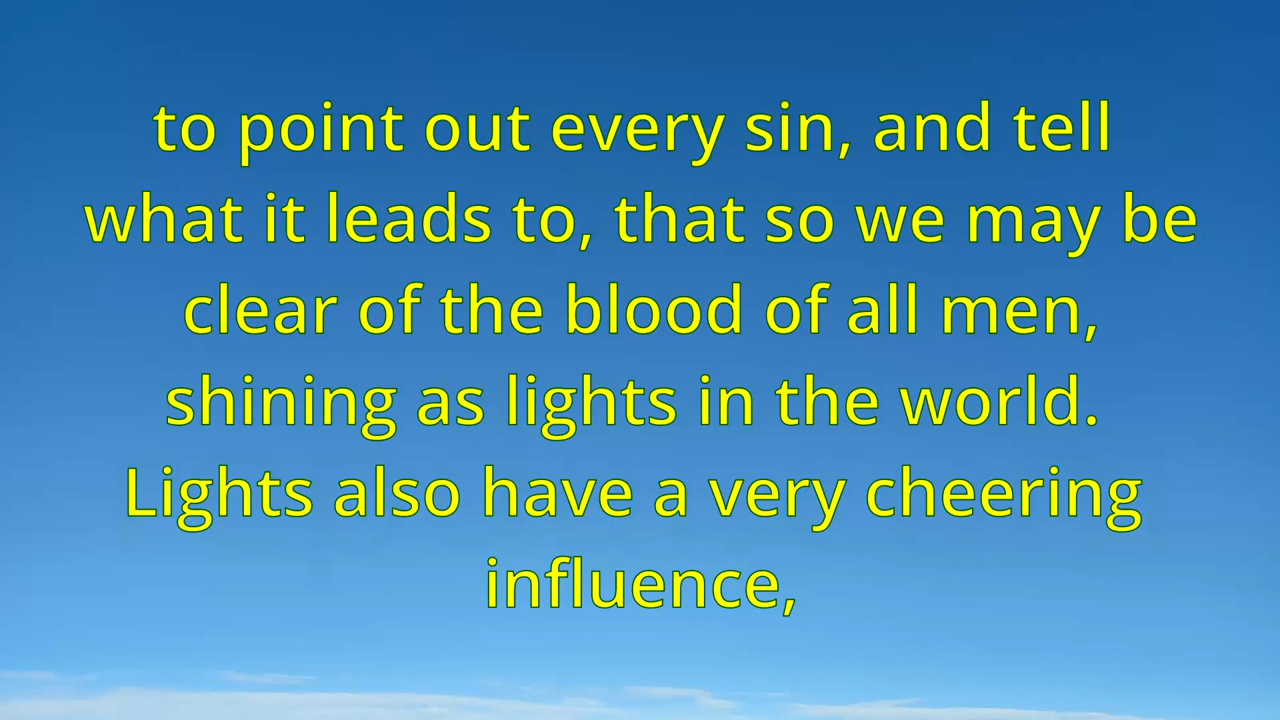 to point out every sin, and tell
what it leads to, that so we may be
clear of the blood of all men,
shining as lights in the world.
Lights also have a very cheering
influence,